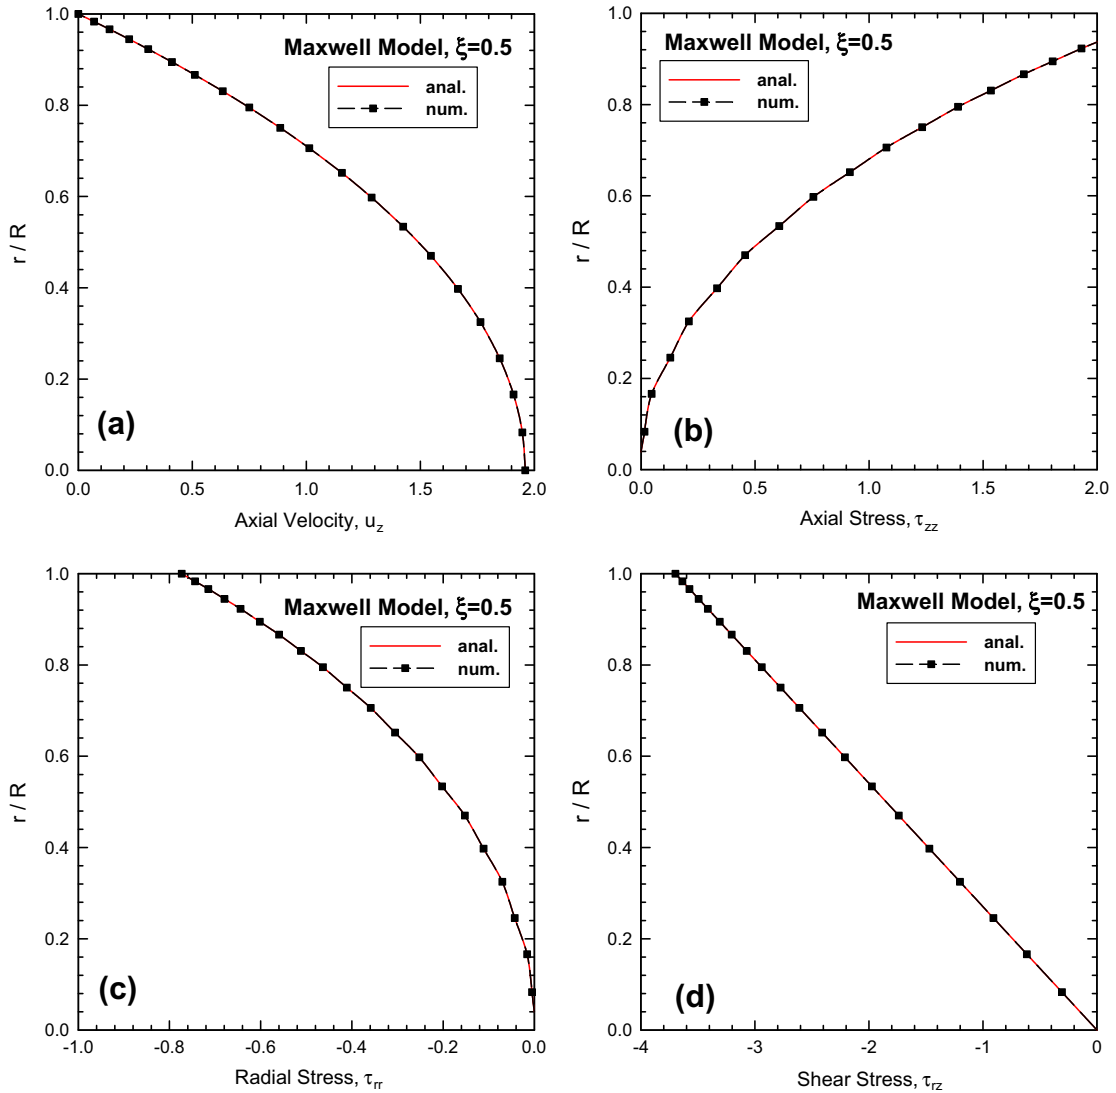 Maxwell Model, ξ=0.5
anal.
num.
1.0
0.8
0.6
0.4
0.2
0.0
r / R
(a)
0.0 0.5 1.0 1.5 2.0
Axial Velocity, u_z
Maxwell Model, ξ=0.5
anal.
num.
1.0
0.8
0.6
0.4
0.2
0.0
r / R
(b)
0.0 0.5 1.0 1.5 2.0
Axial Stress, τ_zz
Maxwell Model, ξ=0.5
anal.
num.
1.0
0.8
0.6
0.4
0.2
0.0
r / R
(c)
-1.0 -0.8 -0.6 -0.4 -0.2 0.0
Radial Stress, τ_rr
Maxwell Model, ξ=0.5
anal.
num.
1.0
0.8
0.6
0.4
0.2
0.0
r / R
(d)
-4 -3 -2 -1 0
Shear Stress, τ_rz